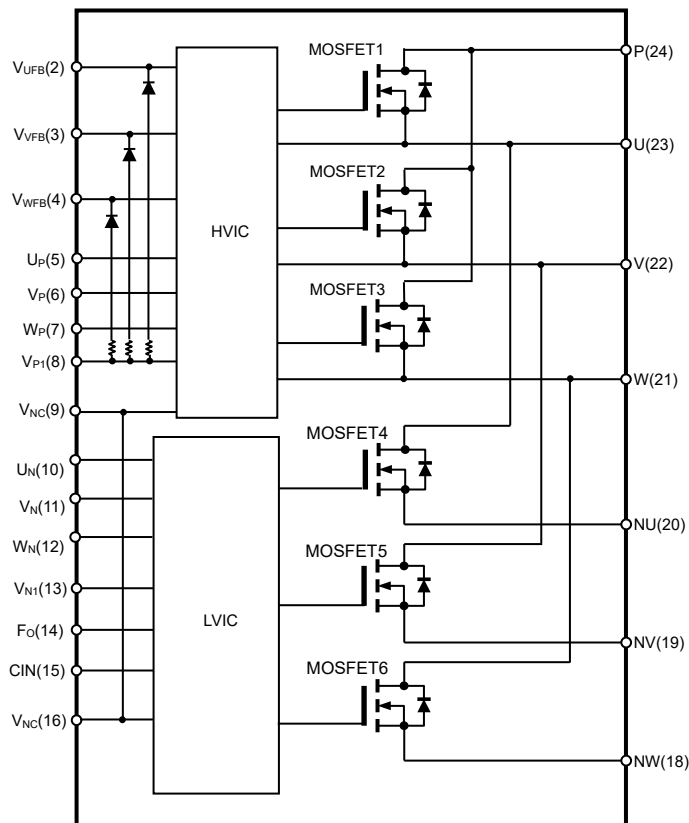 MOSFET1
P(24)
VUFB(2)
U(23)
VVFB(3)
MOSFET2
VWFB(4)
HVIC
UP(5)
V(22)
VP(6)
MOSFET3
WP(7)
VP1(8)
W(21)
VNC(9)
MOSFET4
UN(10)
VN(11)
NU(20)
WN(12)
MOSFET5
VN1(13)
LVIC
FO(14)
NV(19)
CIN(15)
MOSFET6
VNC(16)
NW(18)